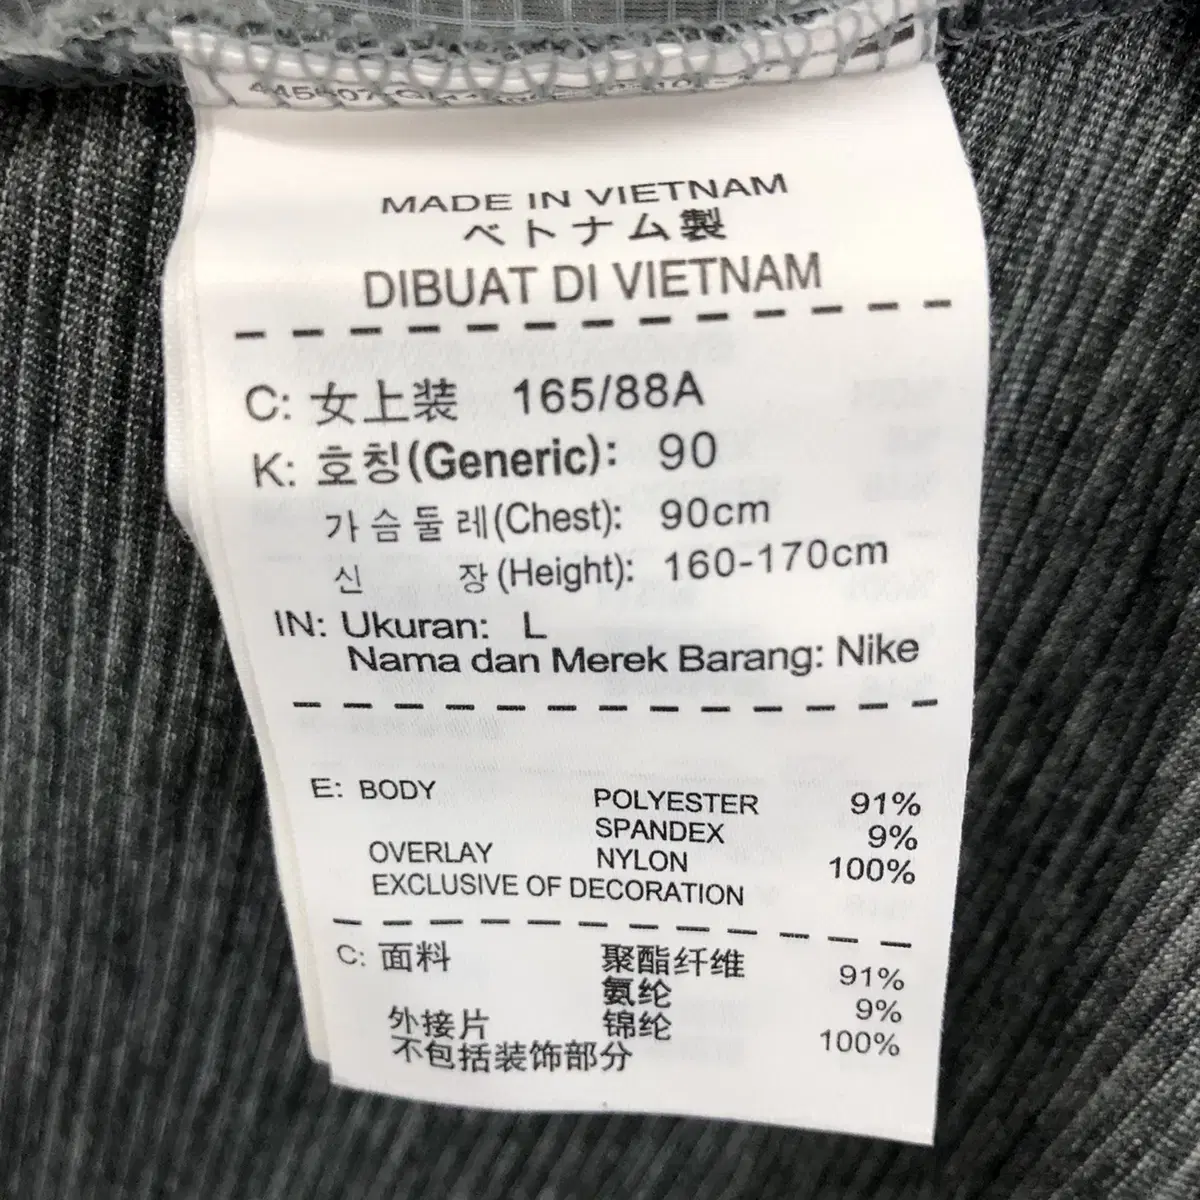 MADE IN VIETNAM
ベトナム製
DIBUAT DI VIETNAM
C: 女上装 165/88A
K: 호칭(Generic): 90
가슴둘레(Chest): 90cm
신 장(Height): 160-170cm
IN: Ukuran: L
Nama dan Merek Barang: Nike
E: BODY POLYESTER 91%
SPANDEX 9%
OVERLAY NYLON 100%
EXCLUSIVE OF DECORATION
C: 面料 聚酯纤维 91%
氨纶 9%
外接片 锦纶 100%
不包括装饰部分